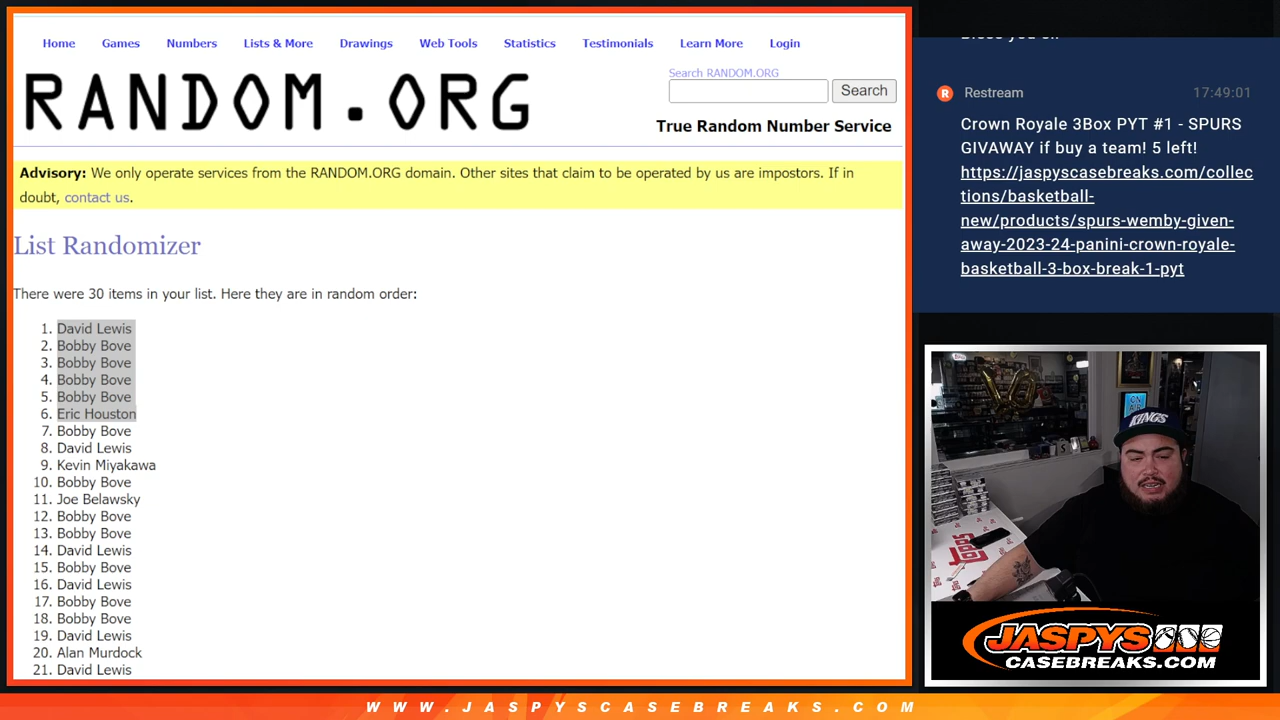 Home Games Numbers Lists & More Drawings Web Tools Statistics Testimonials Learn More Login
RANDOM.ORG
Search RANDOM.ORG
Search
True Random Number Service
Advisory: We only operate services from the RANDOM.ORG domain. Other sites that claim to be operated by us are impostors. If in
doubt, contact us.
List Randomizer
There were 30 items in your list. Here they are in random order:
1. David Lewis
2. Bobby Bove
3. Bobby Bove
4. Bobby Bove
5. Bobby Bove
6. Eric Houston
7. Bobby Bove
8. David Lewis
9. Kevin Miyakawa
10. Bobby Bove
11. Joe Belawsky
12. Bobby Bove
13. Bobby Bove
14. David Lewis
15. Bobby Bove
16. David Lewis
17. Bobby Bove
18. Bobby Bove
19. David Lewis
20. Alan Murdock
21. David Lewis
R Restream 17:49:01
Crown Royale 3Box PYT #1 - SPURS
GIVAWAY if buy a team! 5 left!
https://jaspyscasebreaks.com/collec
tions/basketball-
new/products/spurs-wemby-given-
away-2023-24-panini-crown-royale-
basketball-3-box-break-1-pyt
ON
AIR
KINGS
JASPYS
CASEBREAKS.COM
WWW.JASPYSCASEBREAKS.COM